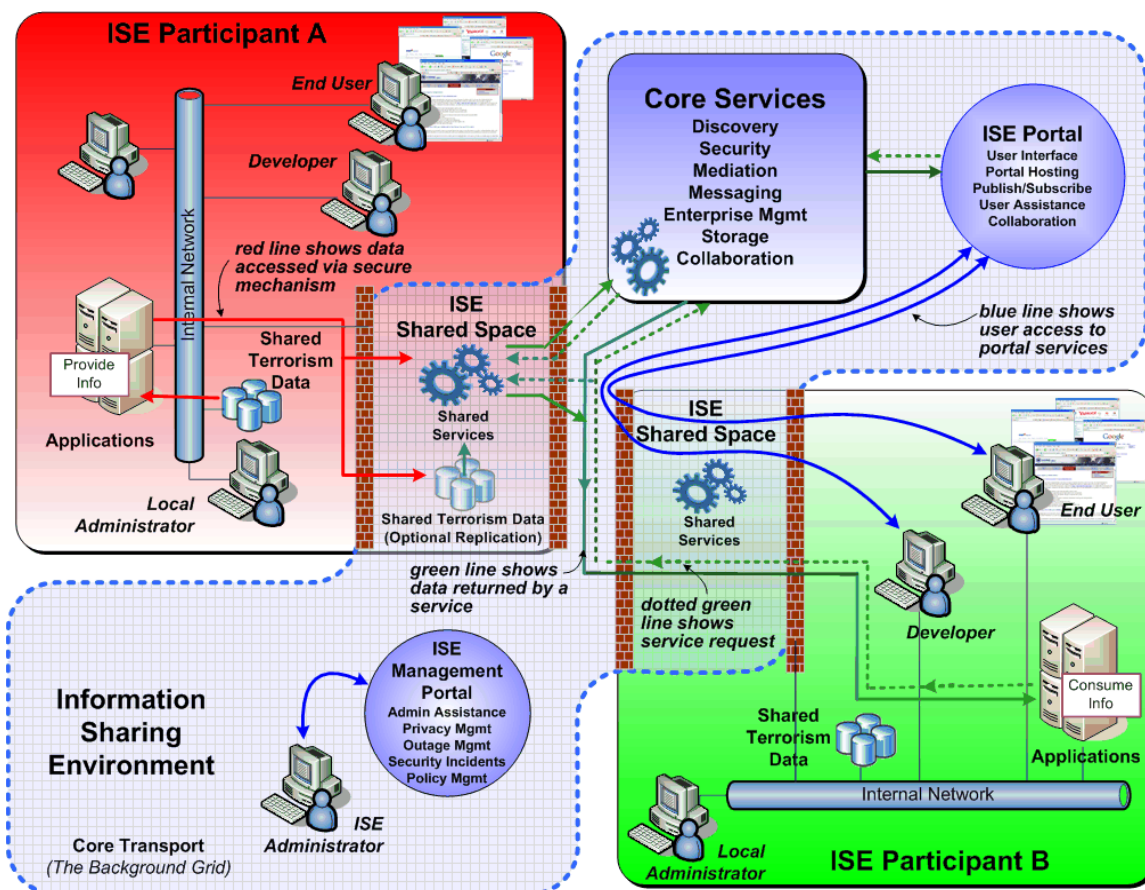 ISE Participant A
End User
Developer
Internal Network
red line shows data
accessed via secure
mechanism
Provide
Info
Applications
Shared
Terrorism
Data
Local
Administrator
ISE
Shared Space
Shared
Services
Shared Terrorism Data
(Optional Replication)
Core Services
Discovery
Security
Mediation
Messaging
Enterprise Mgmt
Storage
Collaboration
ISE Portal
User Interface
Portal Hosting
Publish/Subscribe
User Assistance
Collaboration
blue line shows
user access to
portal services
green line shows
data returned by a
service
ISE
Shared Space
Shared
Services
dotted green
line shows
service request
End User
Developer
Consume
Info
Applications
Shared
Terrorism
Data
Internal Network
Local
Administrator
ISE Participant B
Information
Sharing
Environment
ISE
Management
Portal
Admin Assistance
Privacy Mgmt
Outage Mgmt
Security Incidents
Policy Mgmt
ISE
Administrator
Core Transport
(The Background Grid)
Google
Google